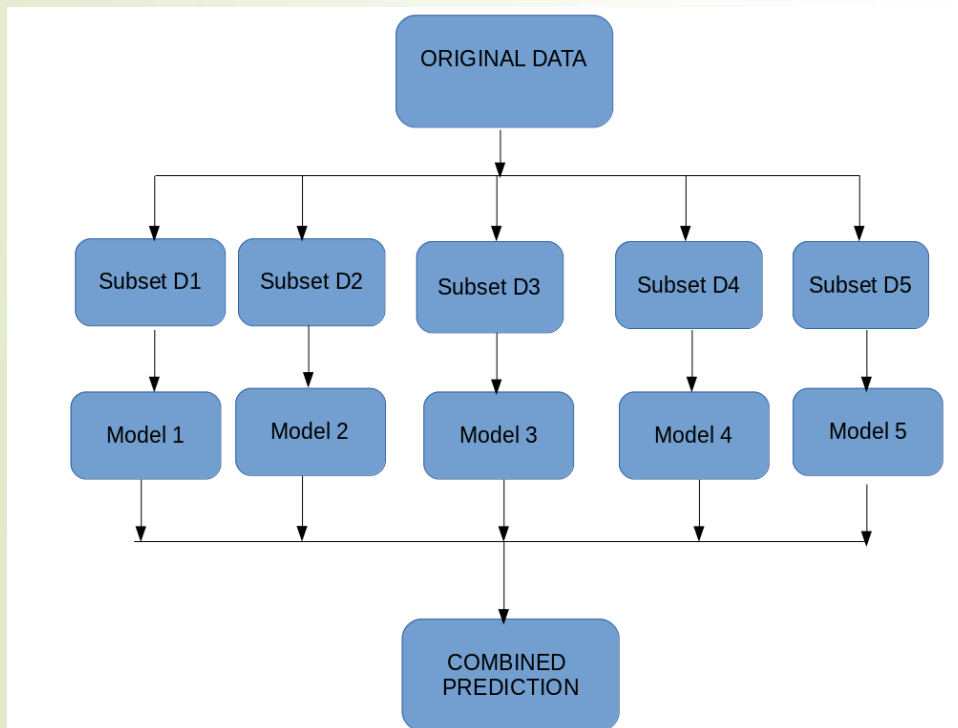 ORIGINAL DATA
Subset D1
Subset D2
Subset D3
Subset D4
Subset D5
Model 1
Model 2
Model 3
Model 4
Model 5
COMBINED
PREDICTION